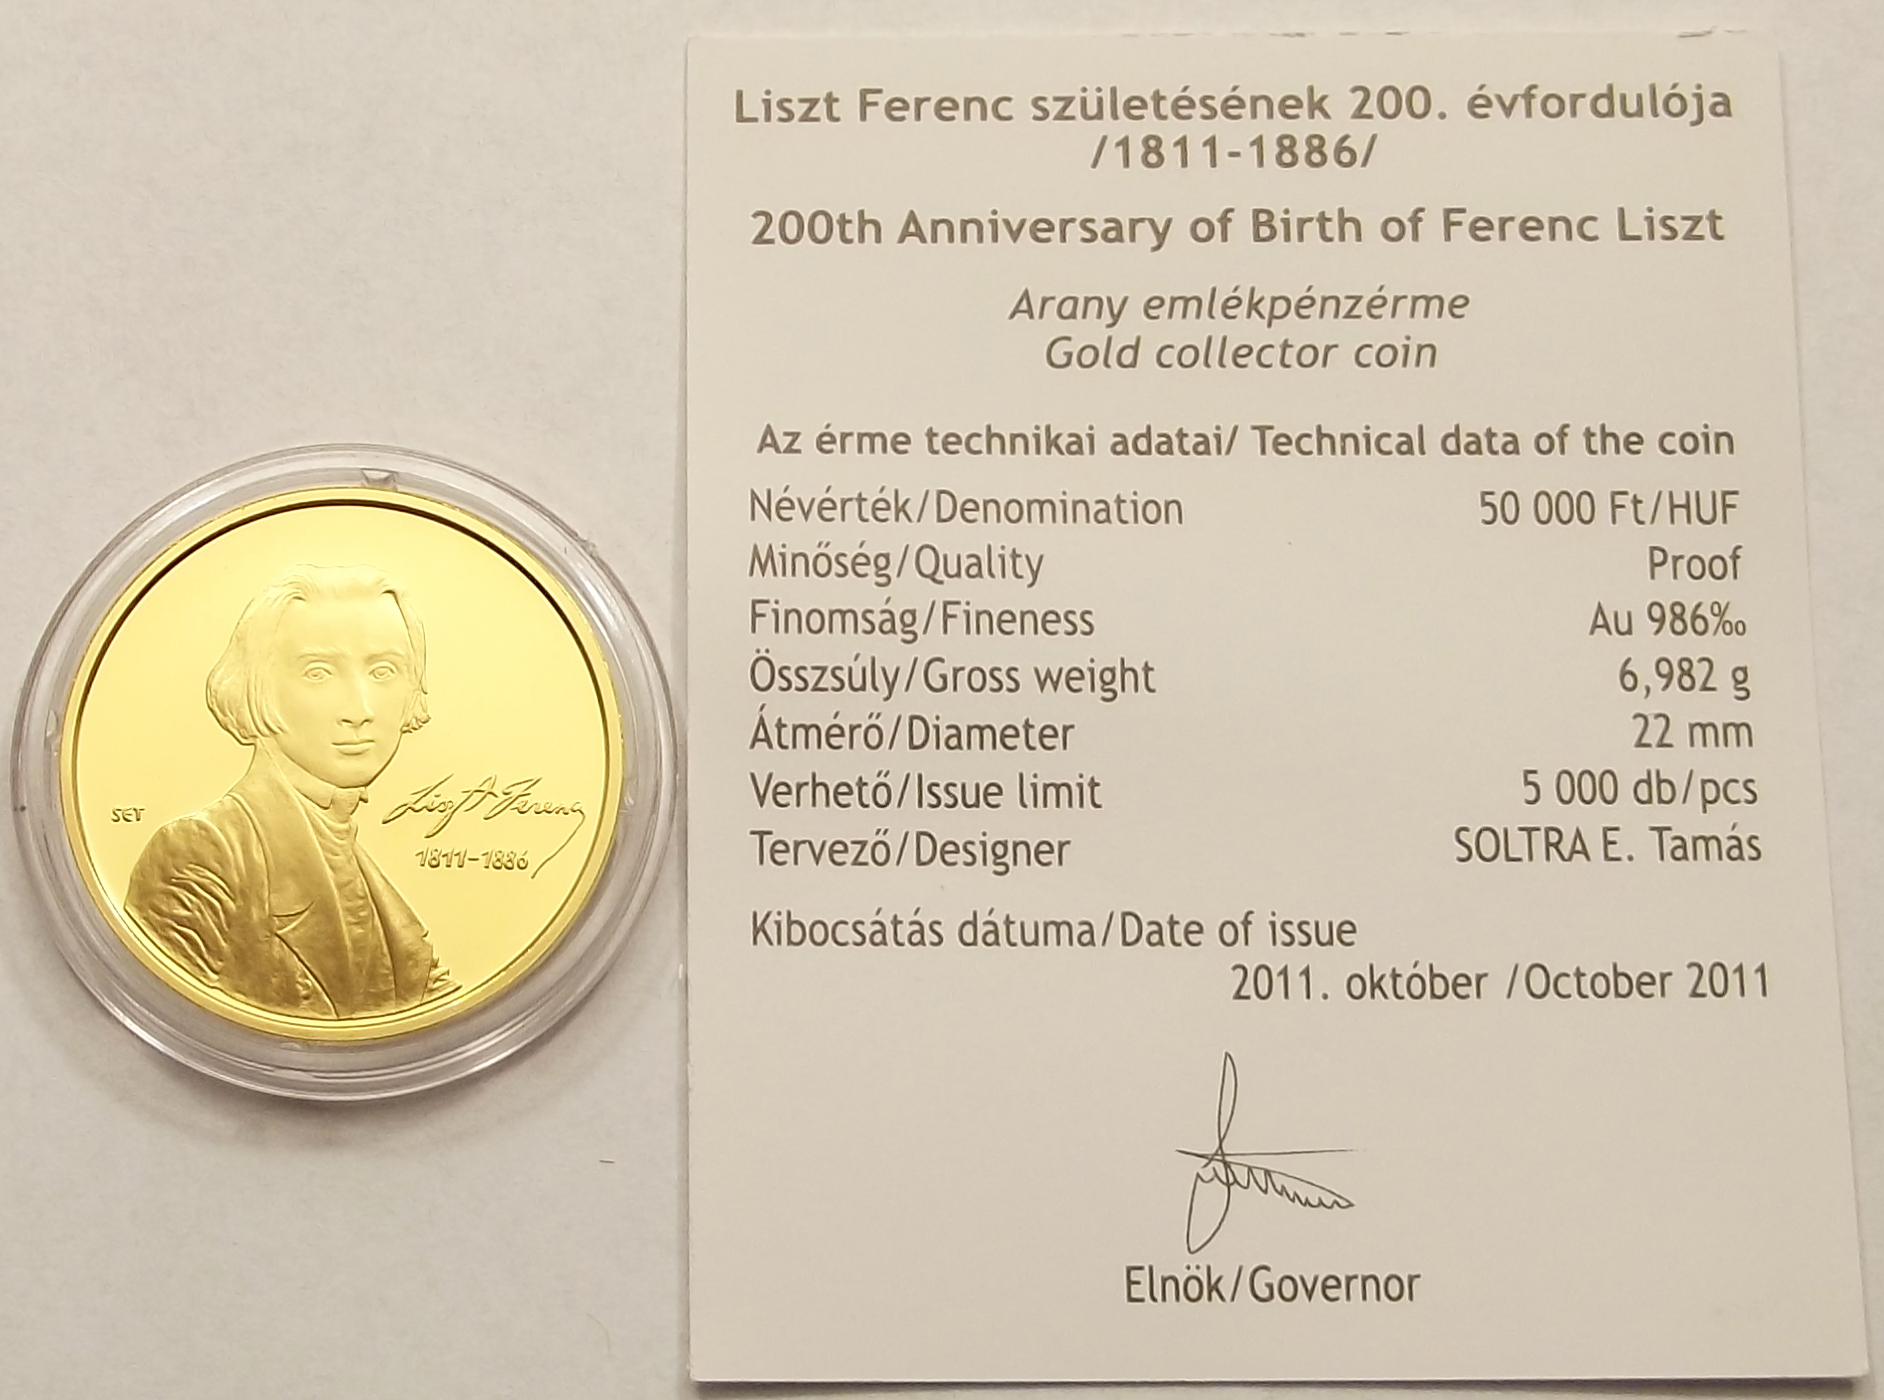 SET
Liszt Ferenc
1811-1886
Liszt Ferenc születésének 200. évfordulója
/1811-1886/
200th Anniversary of Birth of Ferenc Liszt
Arany emlékpénzérme
Gold collector coin
Az érme technikai adatai/ Technical data of the coin
Névérték/Denomination 50 000 Ft/HUF
Minőség/Quality Proof
Finomság/Fineness Au 986‰
Összsúly/Gross weight 6,982 g
Átmérő/Diameter 22 mm
Verhető/Issue limit 5 000 db/pcs
Tervező/Designer SOLTRA E. Tamás
Kibocsátás dátuma/Date of issue
2011. október /October 2011
Elnök/Governor